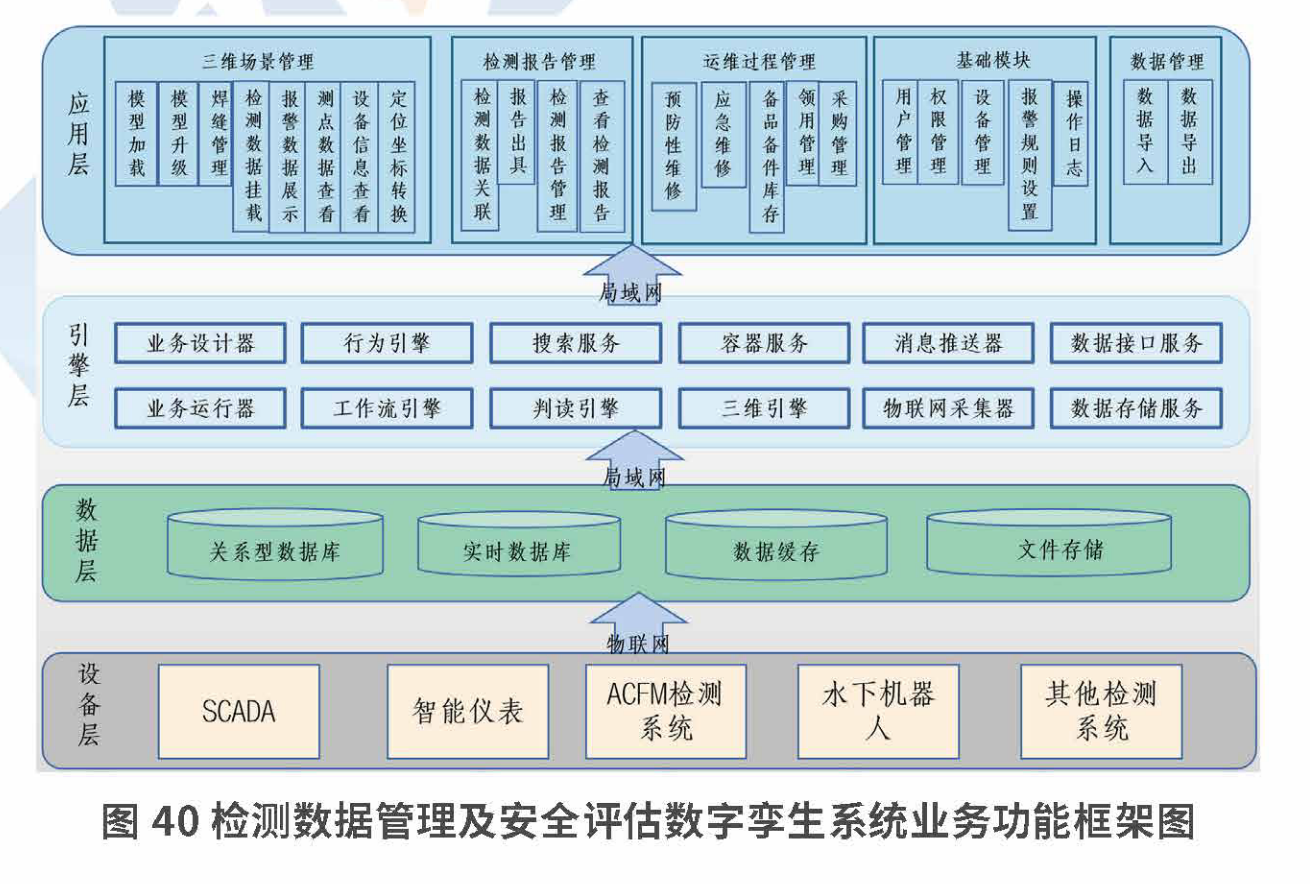 应用层
三维场景管理
模型加载
模型升级
焊缝管理
检测数据挂载
报警数据展示
测点数据查看
设备信息查看
定位坐标转换
检测报告管理
检测数据关联
报告出具
检测报告管理
查看检测报告
运维过程管理
预防性维修
应急维修
备品备件库存
领用管理
采购管理
基础模块
用户管理
权限管理
设备管理
报警规则设置
操作日志
数据管理
数据导入
数据导出
局域网
引擎层
业务设计器
行为引擎
搜索服务
容器服务
消息推送器
数据接口服务
业务运行器
工作流引擎
判读引擎
三维引擎
物联网采集器
数据存储服务
局域网
数据层
关系型数据库
实时数据库
数据缓存
文件存储
物联网
设备层
SCADA
智能仪表
ACFM检测
系统
水下机器
人
其他检测
系统
图 40 检测数据管理及安全评估数字孪生系统业务功能框架图